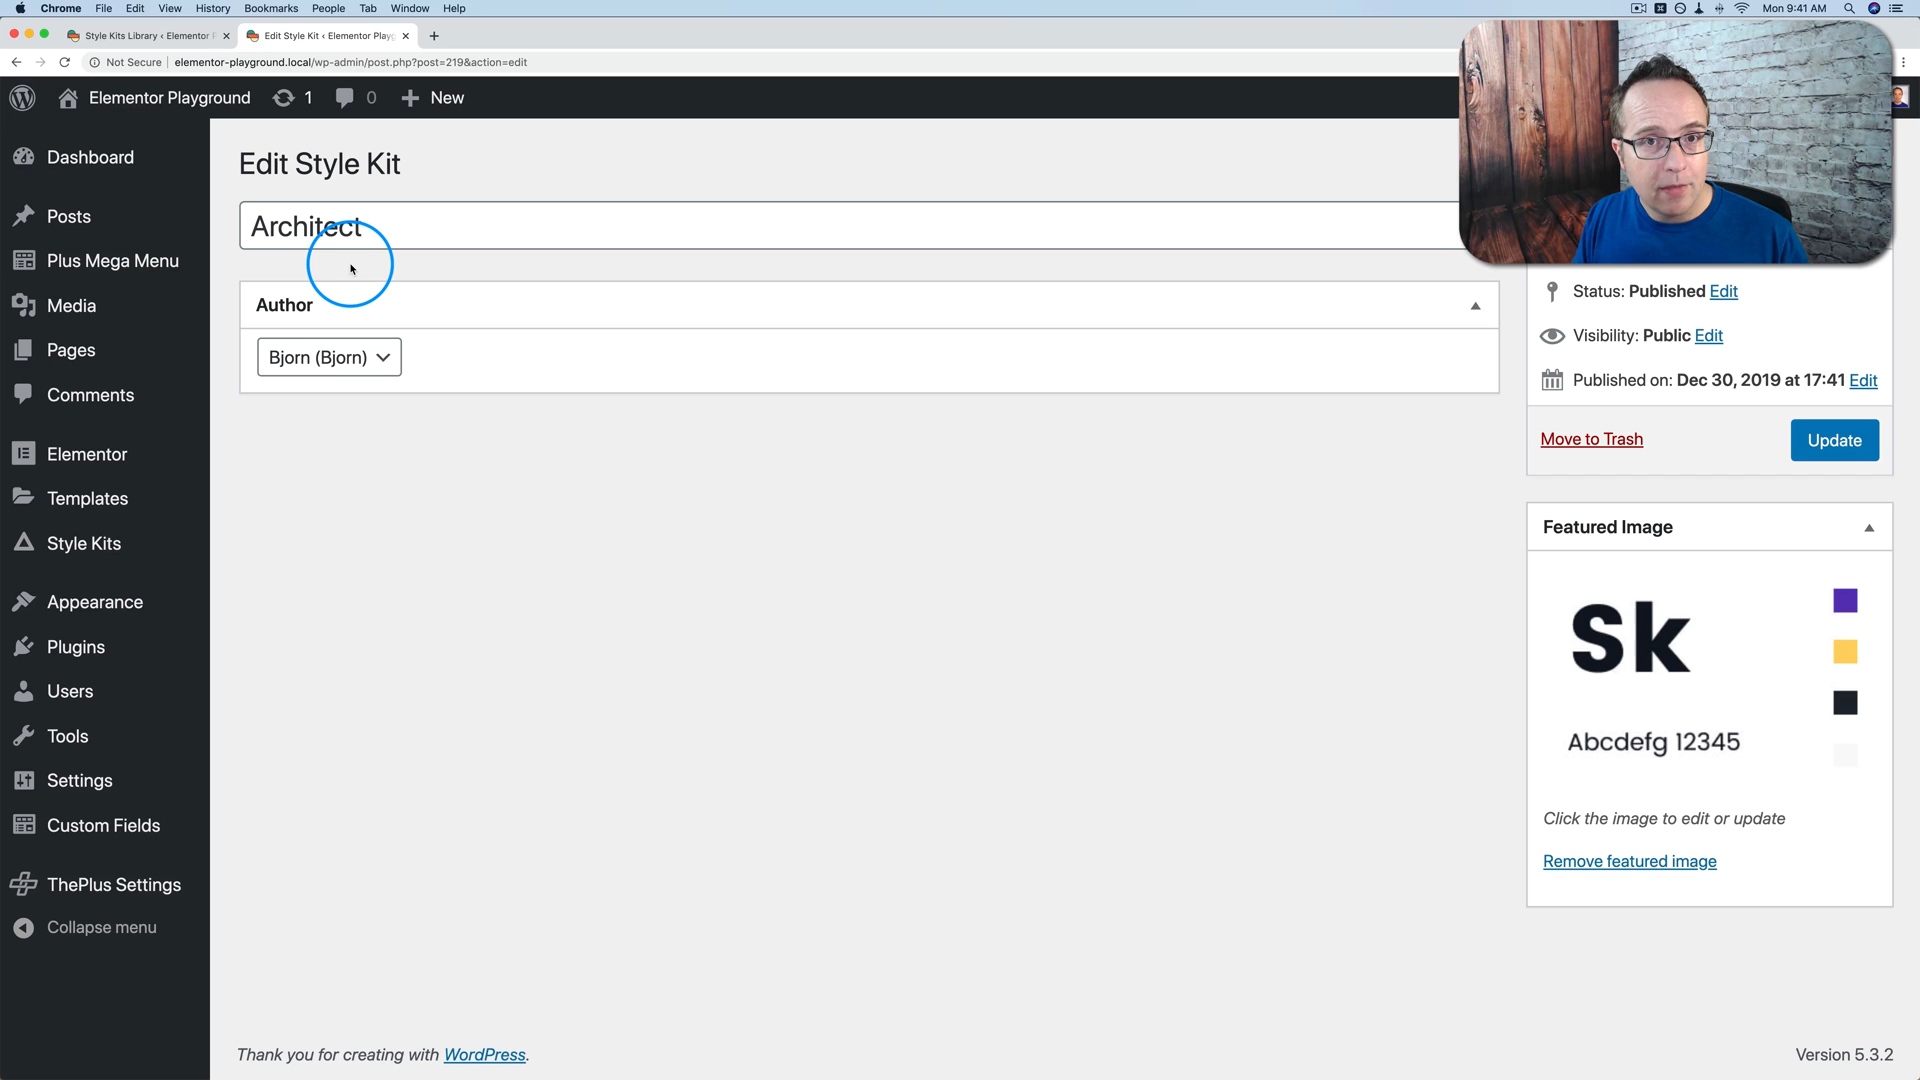 Chrome File Edit View History Bookmarks People Tab Window Help Mon 9:41 AM
Style Kits Library ‹ Elementor P Edit Style Kit ‹ Elementor Playg
Not Secure elementor-playground.local/wp-admin/post.php?post=219&action=edit
Elementor Playground 1 0 New
Dashboard
Posts
Plus Mega Menu
Media
Pages
Comments
Elementor
Templates
Style Kits
Appearance
Plugins
Users
Tools
Settings
Custom Fields
ThePlus Settings
Collapse menu
Edit Style Kit
Architect
Author
Bjorn (Bjorn)
Status: Published Edit
Visibility: Public Edit
Published on: Dec 30, 2019 at 17:41 Edit
Move to Trash Update
Featured Image
Sk
Abcdefg 12345
Click the image to edit or update
Remove featured image
Thank you for creating with WordPress.
Version 5.3.2